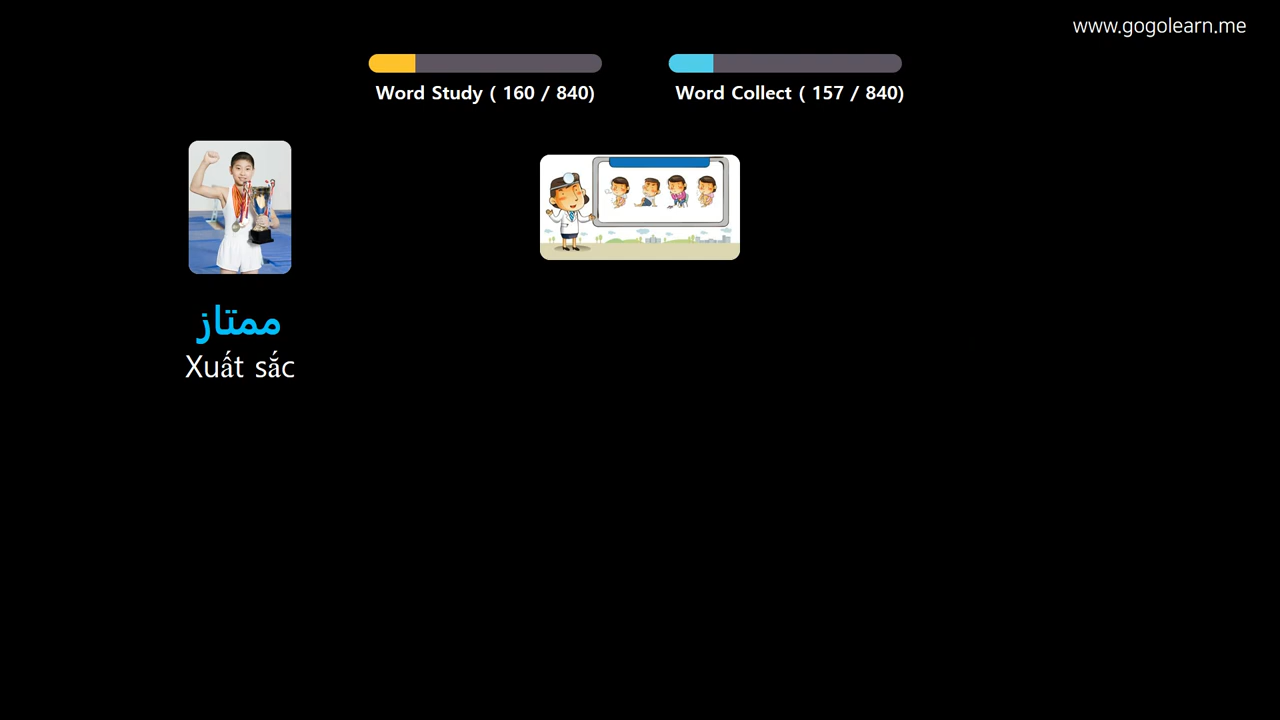 www.gogolearn.me
Word Study ( 160 / 840)
Word Collect ( 157 / 840)
ممتاز
Xuất sắc